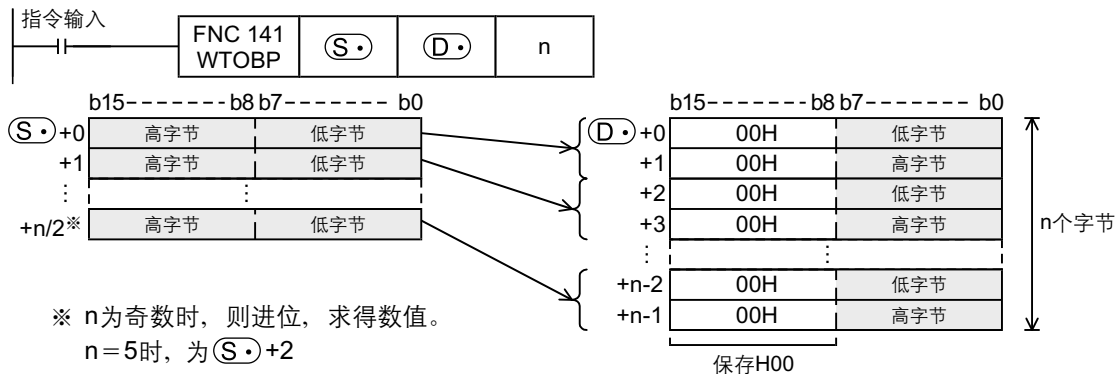 指令输入
FNC 141
WTOBP
S・
D・
n
b15-------b8 b7------- b0
S・+0 高字节 低字节
+1 高字节 低字节
⋮ ⋮
+n/2※ 高字节 低字节
b15-------b8 b7------- b0
D・+0 00H 低字节
+1 00H 高字节
+2 00H 低字节
+3 00H 高字节
⋮ ⋮
+n-2 00H 低字节
+n-1 00H 高字节
n个字节
保存H00
※ n为奇数时，则进位，求得数值。
n＝5时，为S・+2